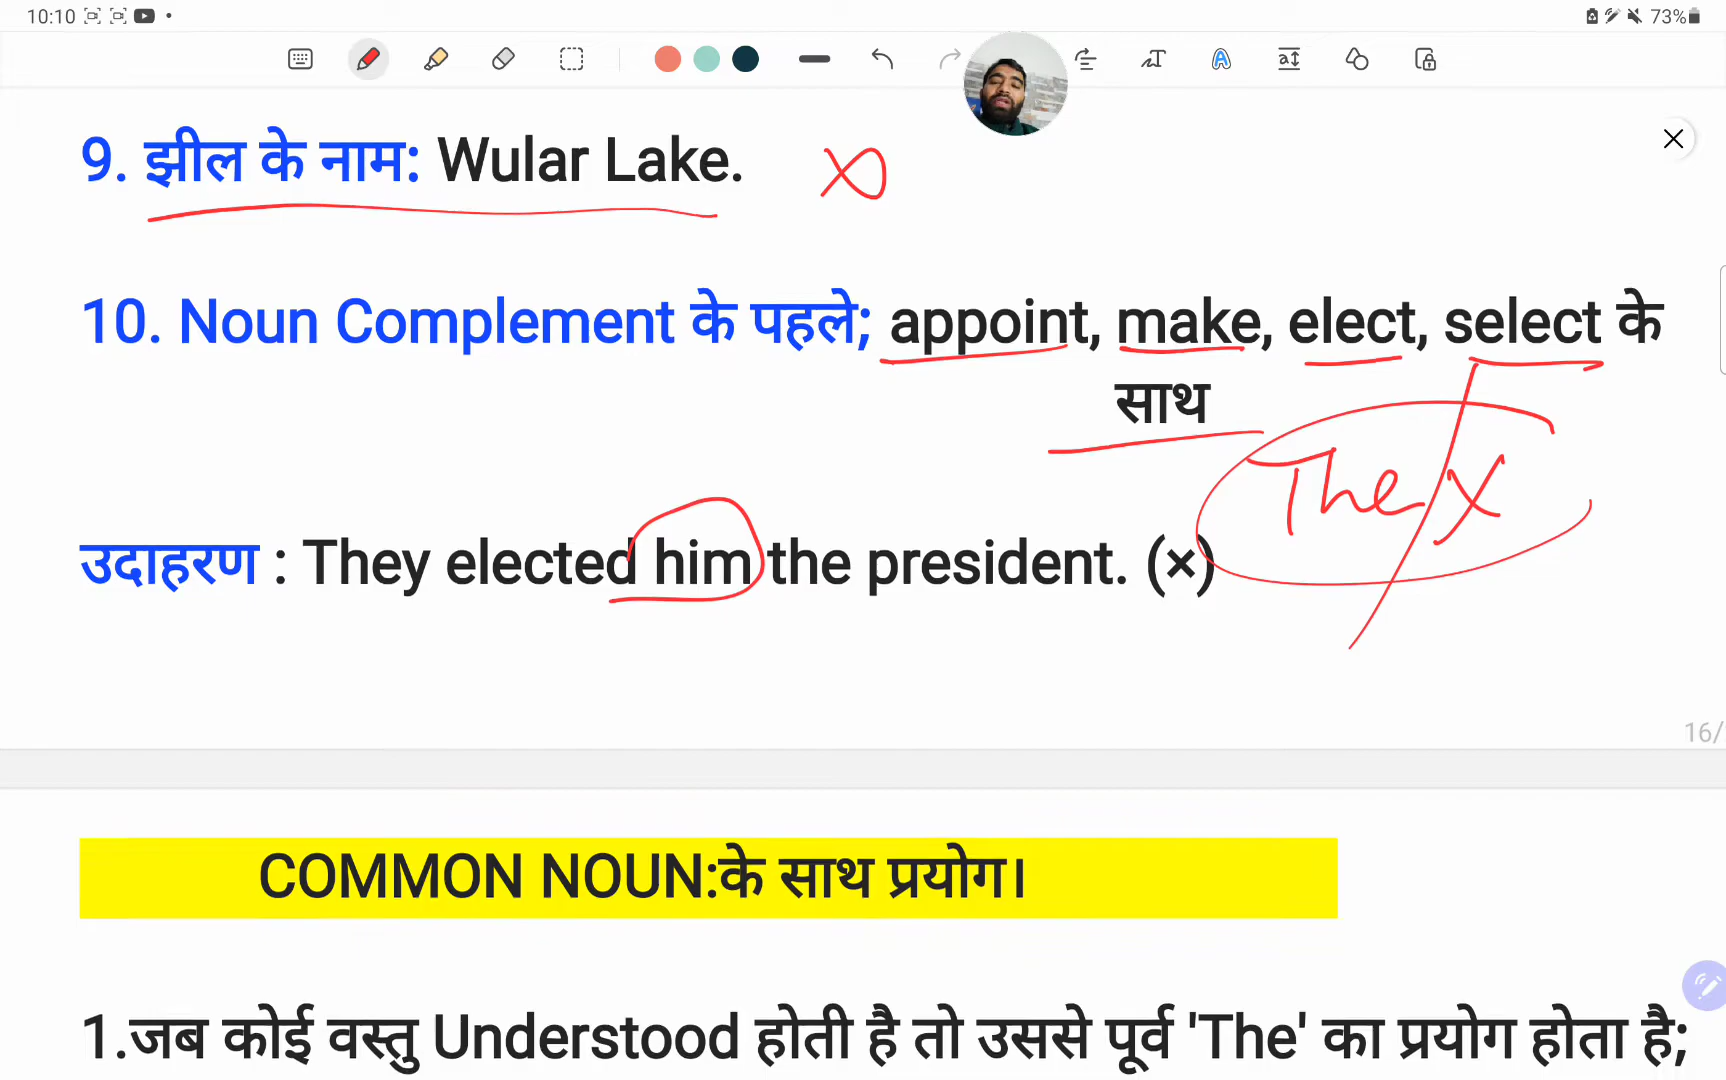 10:10
73%
9. झील के नाम: Wular Lake.
10. Noun Complement के पहले; appoint, make, elect, select के
साथ
The X
उदाहरण : They elected him the president. (×)
16/
COMMON NOUN:के साथ प्रयोग।
1.जब कोई वस्तु Understood होती है तो उससे पूर्व 'The' का प्रयोग होता है;